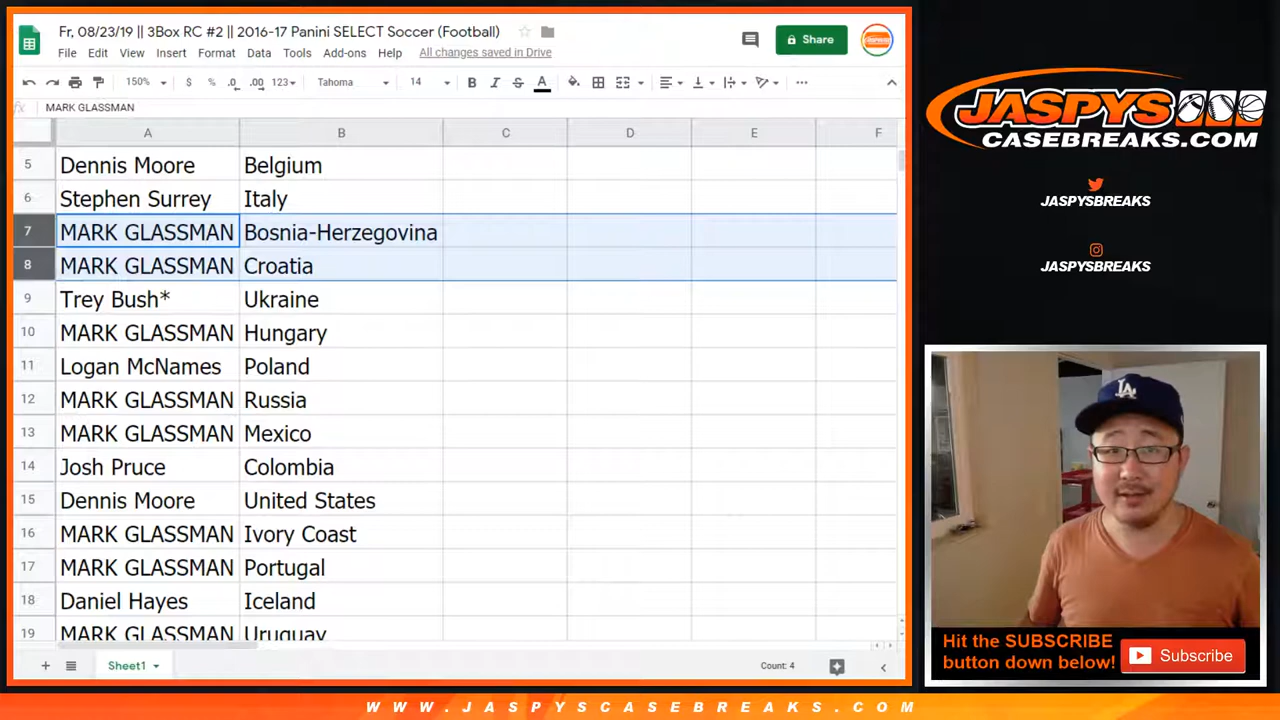 Fr, 08/23/19 || 3Box RC #2 || 2016-17 Panini SELECT Soccer (Football)
File Edit View Insert Format Data Tools Add-ons Help All changes saved in Drive
Share
150% $ % .0 .00 123 Tahoma 14 B I S A
fx MARK GLASSMAN
A B C D E F
5 Dennis Moore Belgium
6 Stephen Surrey Italy
7 MARK GLASSMAN Bosnia-Herzegovina
8 MARK GLASSMAN Croatia
9 Trey Bush* Ukraine
10 MARK GLASSMAN Hungary
11 Logan McNames Poland
12 MARK GLASSMAN Russia
13 MARK GLASSMAN Mexico
14 Josh Pruce Colombia
15 Dennis Moore United States
16 MARK GLASSMAN Ivory Coast
17 MARK GLASSMAN Portugal
18 Daniel Hayes Iceland
19 MARK GLASSMAN Uruguay
Sheet1
Count: 4
JASPYS
CASEBREAKS.COM
JASPYSBREAKS
JASPYSBREAKS
LA
Hit the SUBSCRIBE
button down below!
Subscribe
WWW.JASPYSCASEBREAKS.COM